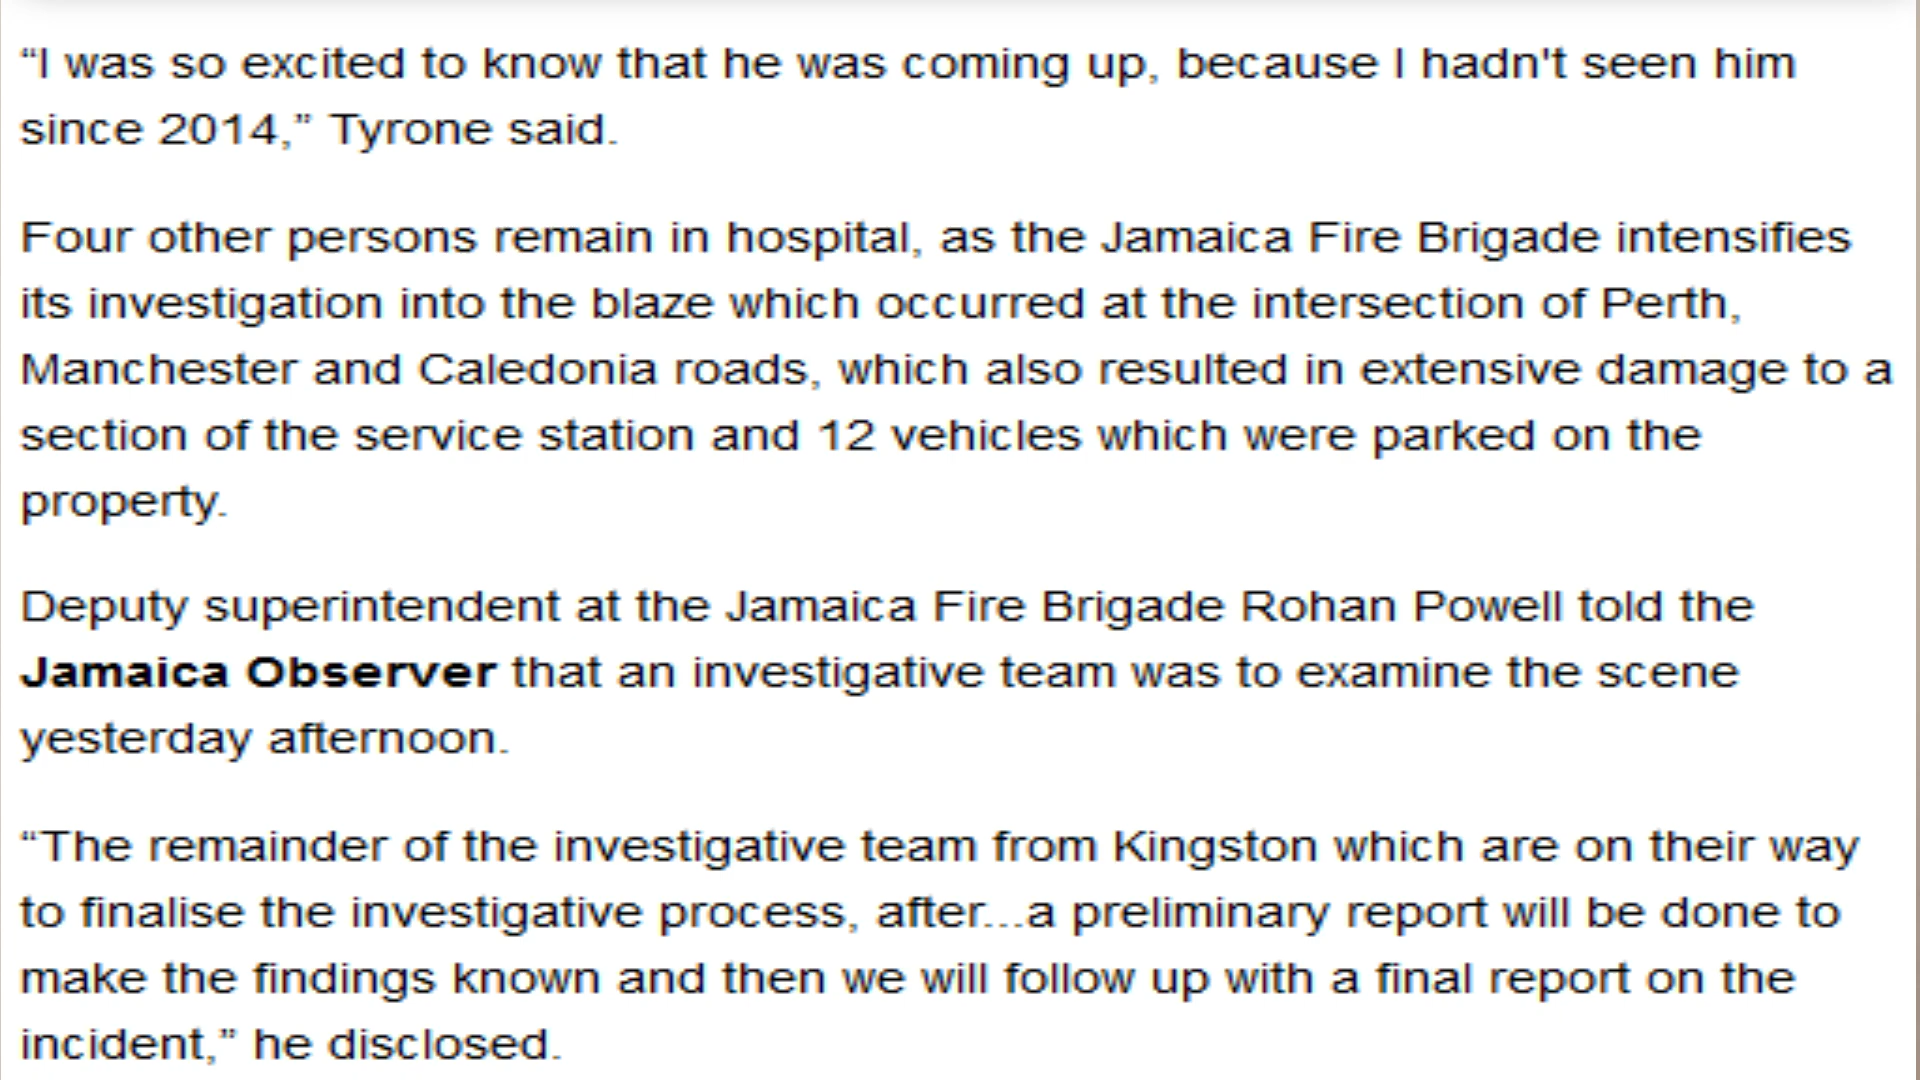 “I was so excited to know that he was coming up, because I hadn't seen him
since 2014,” Tyrone said.
Four other persons remain in hospital, as the Jamaica Fire Brigade intensifies
its investigation into the blaze which occurred at the intersection of Perth,
Manchester and Caledonia roads, which also resulted in extensive damage to a
section of the service station and 12 vehicles which were parked on the
property.
Deputy superintendent at the Jamaica Fire Brigade Rohan Powell told the
Jamaica Observer that an investigative team was to examine the scene
yesterday afternoon.
“The remainder of the investigative team from Kingston which are on their way
to finalise the investigative process, after...a preliminary report will be done to
make the findings known and then we will follow up with a final report on the
incident,” he disclosed.